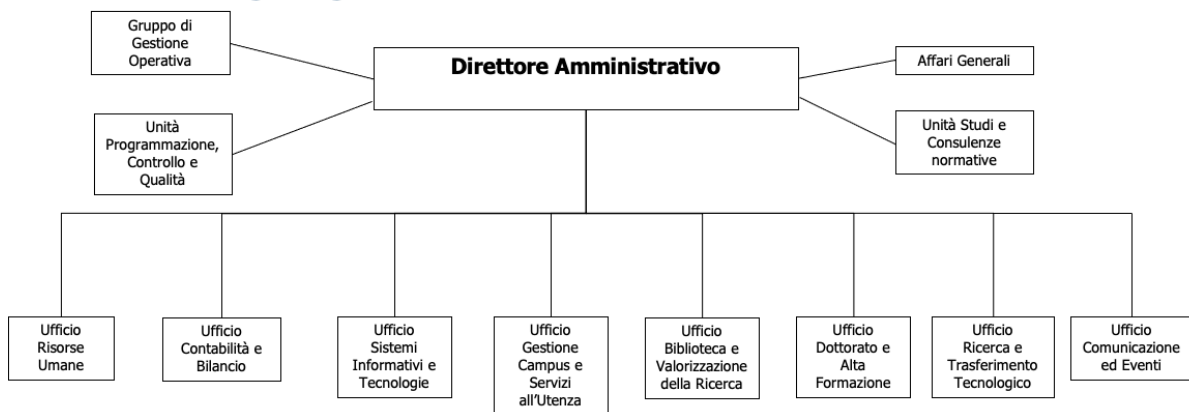 Gruppo di
Gestione
Operativa
Direttore Amministrativo
Affari Generali
Unità
Programmazione,
Controllo e
Qualità
Unità Studi e
Consulenze
normative
Ufficio
Risorse
Umane
Ufficio
Contabilità e
Bilancio
Ufficio
Sistemi
Informativi e
Tecnologie
Ufficio
Gestione
Campus e
Servizi
all'Utenza
Ufficio
Biblioteca e
Valorizzazione
della Ricerca
Ufficio
Dottorato e
Alta
Formazione
Ufficio
Ricerca e
Trasferimento
Tecnologico
Ufficio
Comunicazione
ed Eventi